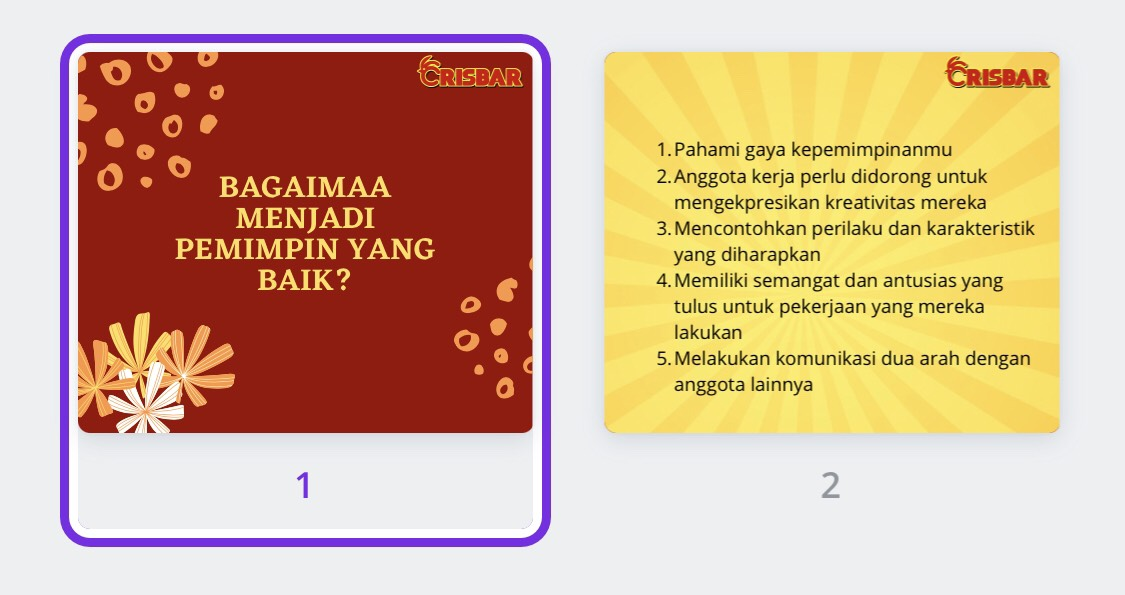 CRISBAR
BAGAIMAA
MENJADI
PEMIMPIN YANG
BAIK?
1
CRISBAR
1. Pahami gaya kepemimpinanmu
2. Anggota kerja perlu didorong untuk
mengekpresikan kreativitas mereka
3. Mencontohkan perilaku dan karakteristik
yang diharapkan
4. Memiliki semangat dan antusias yang
tulus untuk pekerjaan yang mereka
lakukan
5. Melakukan komunikasi dua arah dengan
anggota lainnya
2